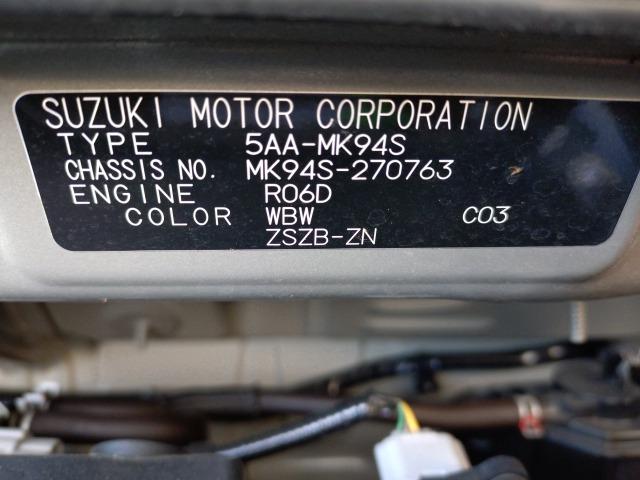 SUZUKI MOTOR CORPORATION
TYPE 5AA-MK94S
CHASSIS NO. MK94S-270763
ENGINE R06D
COLOR WBW C03
ZSZB-ZN